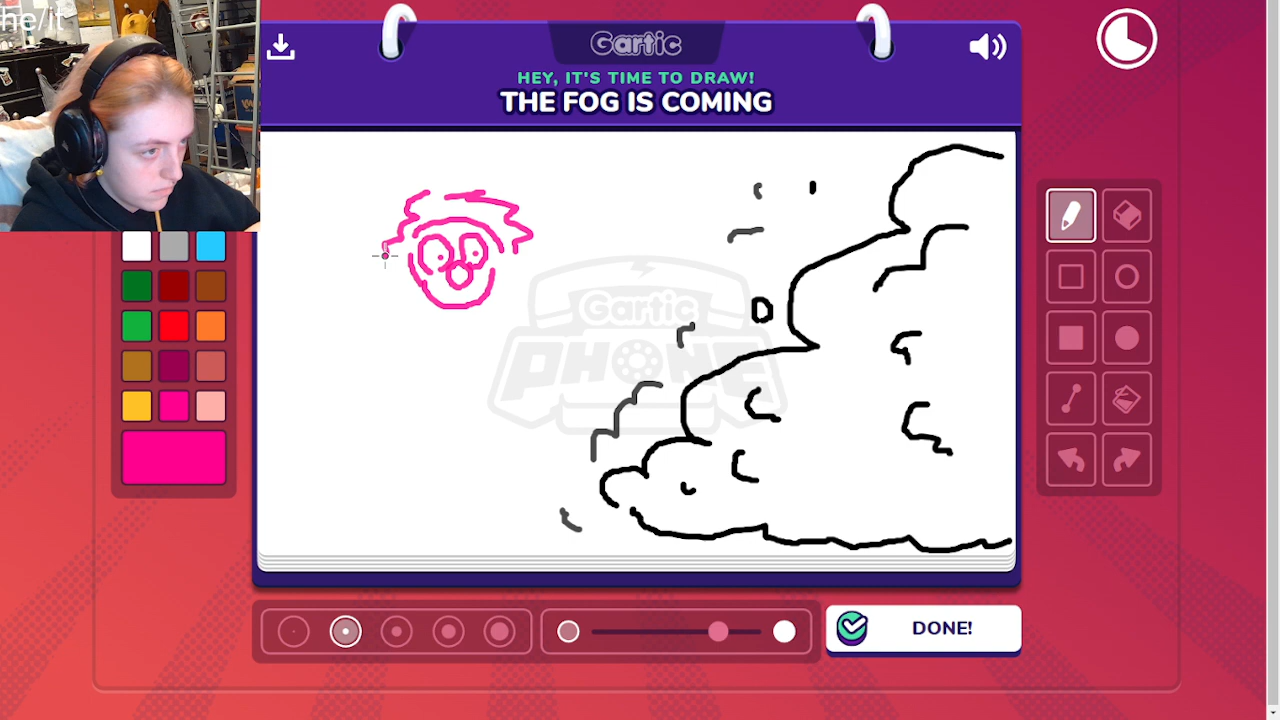 he/it
Gartic
HEY, IT'S TIME TO DRAW!
THE FOG IS COMING
Gartic
PHONE
DONE!